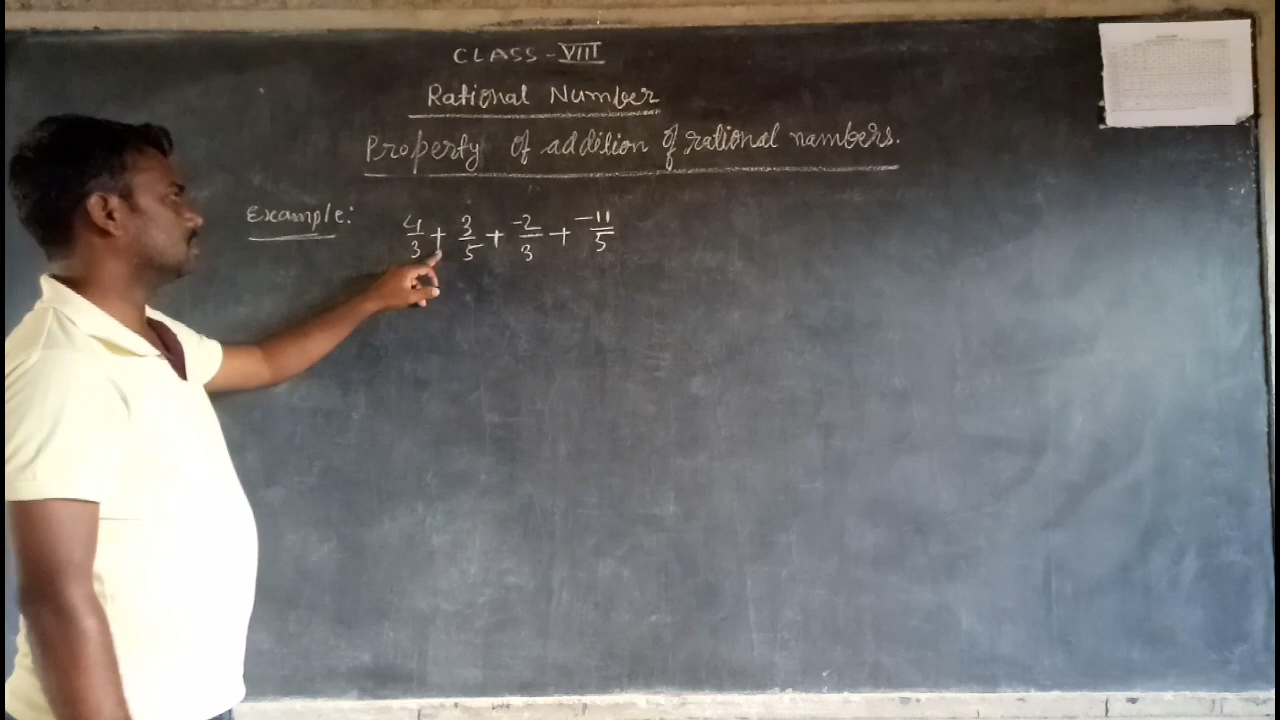 CLASS - VIII
Rational Number
Property of addition of rational numbers.
Example: 4/3 + 3/5 + -2/3 + -11/5